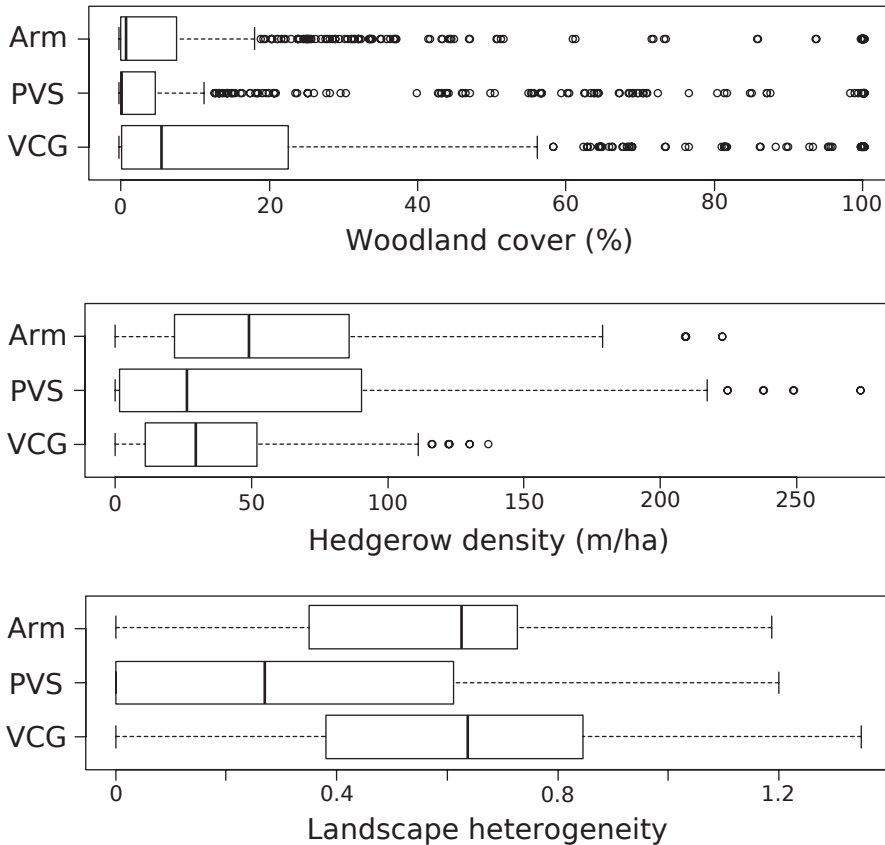 Arm
PVS
VCG
0 20 40 60 80 100
Woodland cover (%)
Arm
PVS
VCG
0 50 100 150 200 250
Hedgerow density (m/ha)
Arm
PVS
VCG
0 0.4 0.8 1.2
Landscape heterogeneity